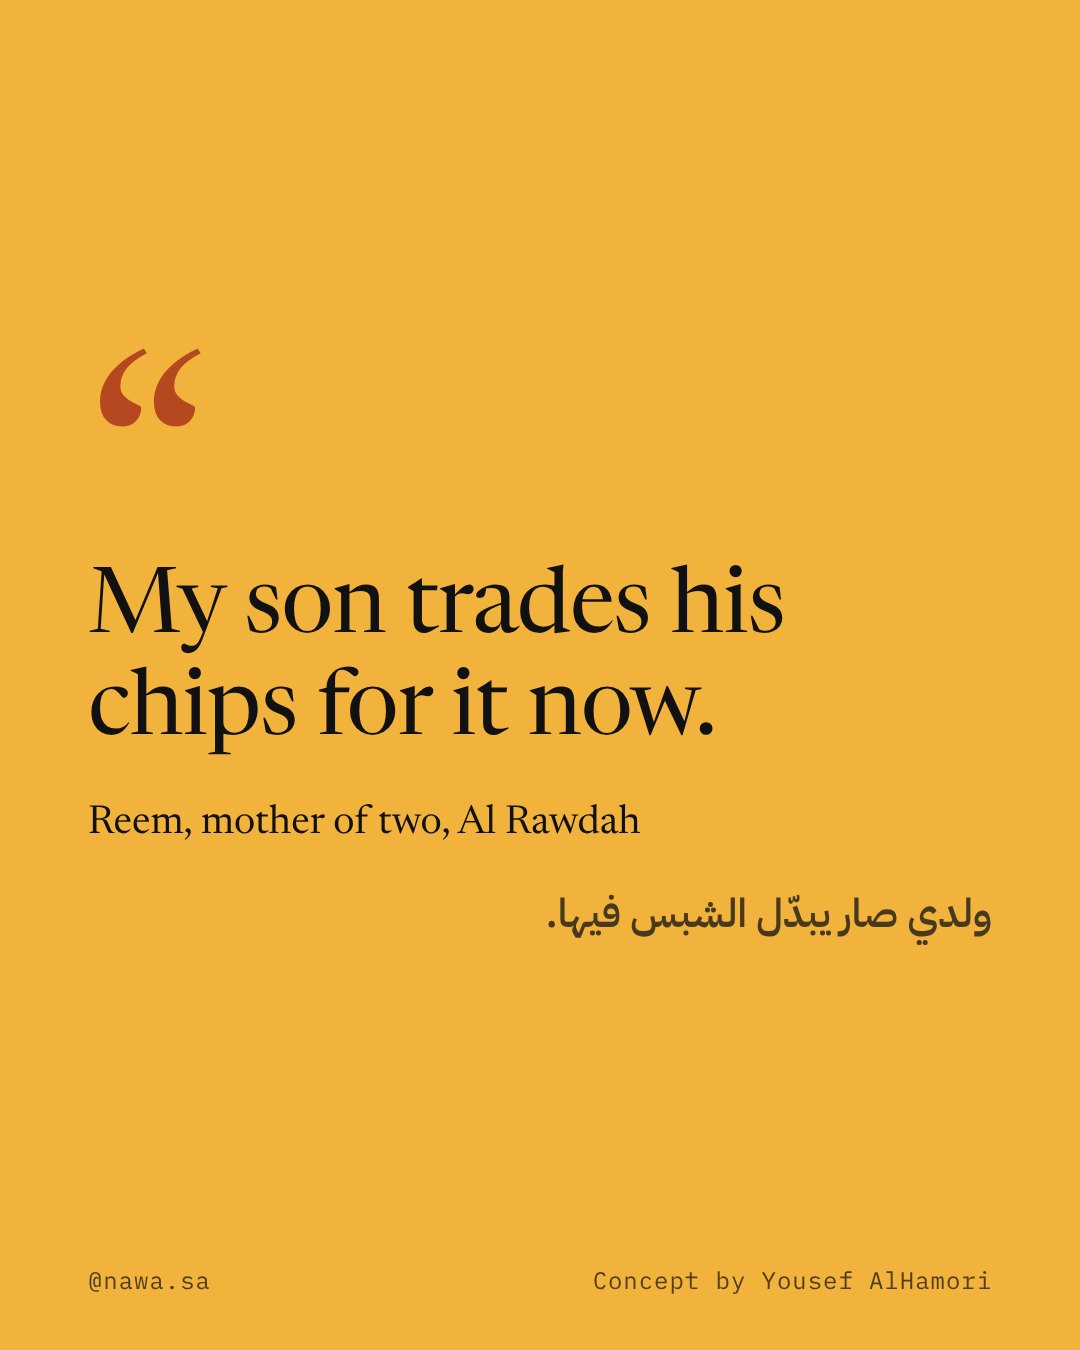 “
My son trades his
chips for it now.
Reem, mother of two, Al Rawdah
ولدي صار يبدّل الشبس فيها.
@nawa.sa
Concept by Yousef AlHamori